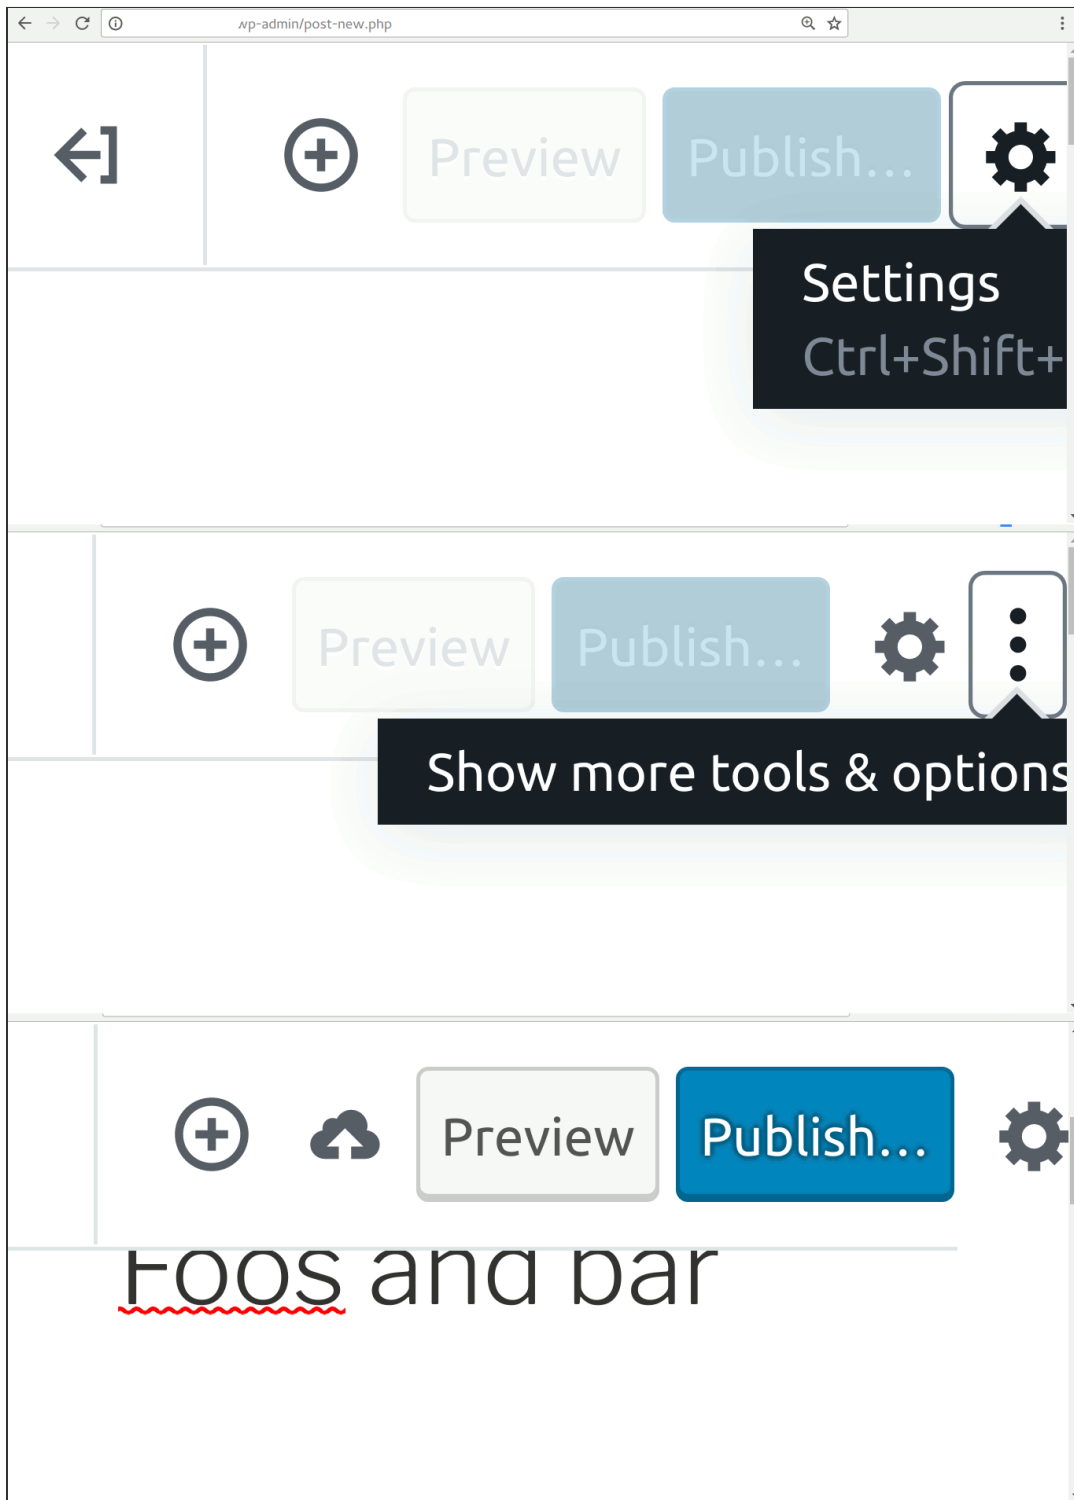 wp-admin/post-new.php
Preview
Publish...
Settings
Ctrl+Shift+
Preview
Publish...
Show more tools & options
Preview
Publish...
Foos and bar